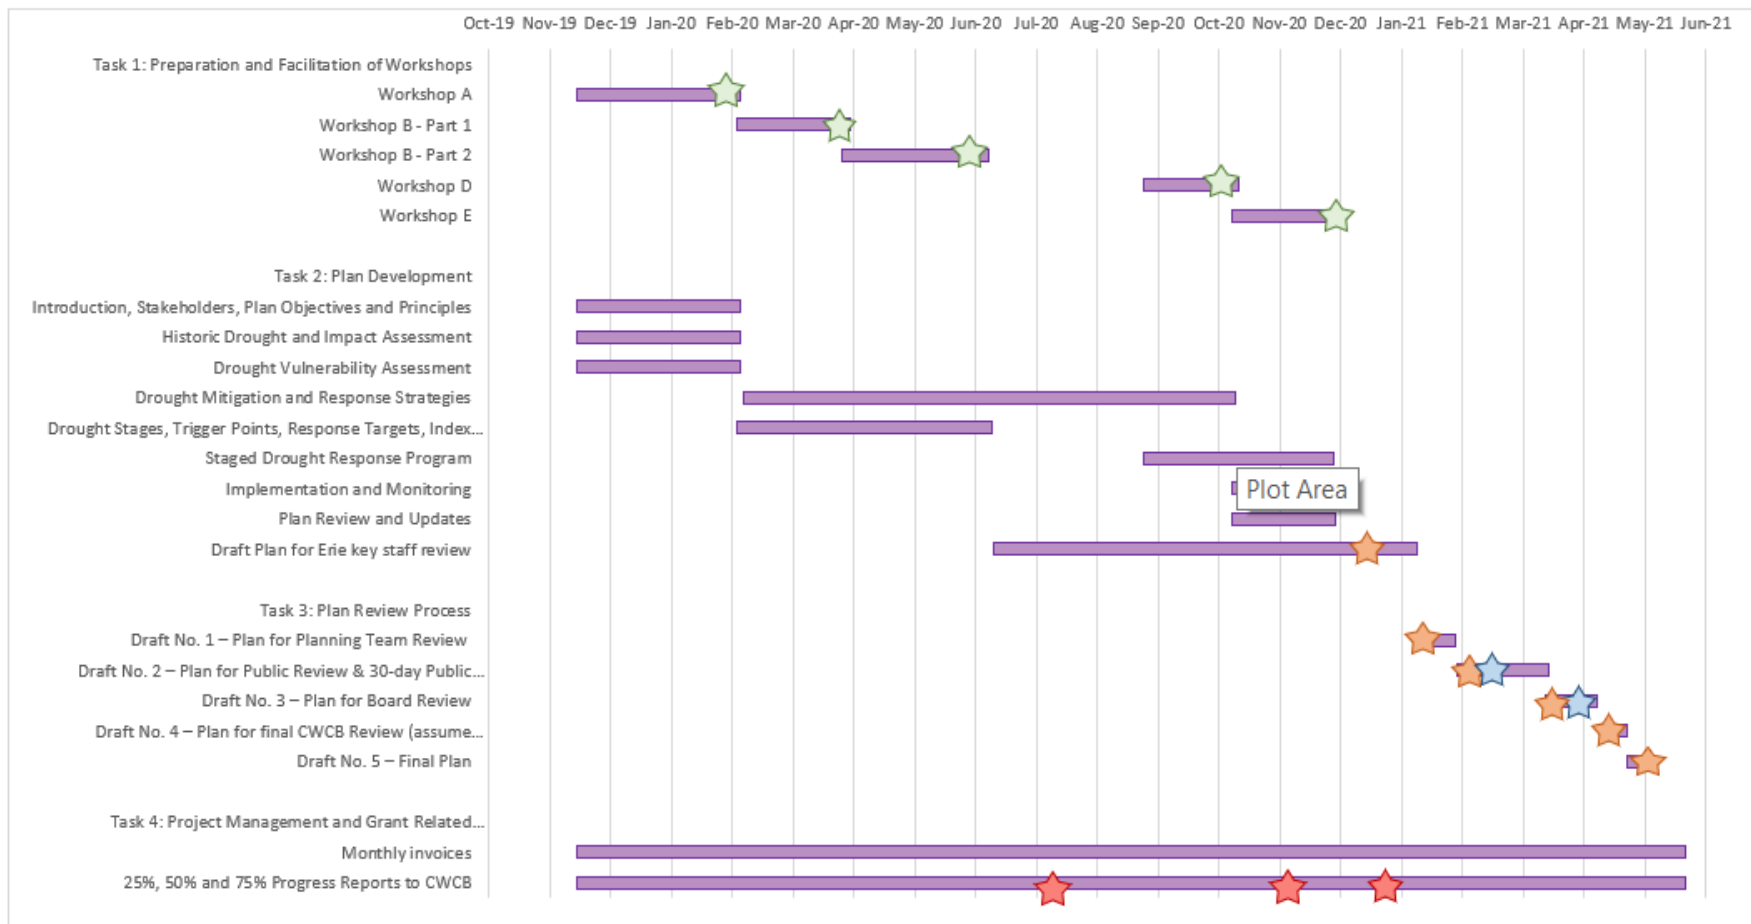 Oct-19 Nov-19 Dec-19 Jan-20 Feb-20 Mar-20 Apr-20 May-20 Jun-20 Jul-20 Aug-20 Sep-20 Oct-20 Nov-20 Dec-20 Jan-21 Feb-21 Mar-21 Apr-21 May-21 Jun-21
Task 1: Preparation and Facilitation of Workshops
Workshop A
Workshop B - Part 1
Workshop B - Part 2
Workshop D
Workshop E
Task 2: Plan Development
Introduction, Stakeholders, Plan Objectives and Principles
Historic Drought and Impact Assessment
Drought Vulnerability Assessment
Drought Mitigation and Response Strategies
Drought Stages, Trigger Points, Response Targets, Index...
Staged Drought Response Program
Implementation and Monitoring
Plot Area
Plan Review and Updates
Draft Plan for Erie key staff review
Task 3: Plan Review Process
Draft No. 1 – Plan for Planning Team Review
Draft No. 2 – Plan for Public Review & 30-day Public...
Draft No. 3 – Plan for Board Review
Draft No. 4 – Plan for final CWCB Review (assume...
Draft No. 5 – Final Plan
Task 4: Project Management and Grant Related...
Monthly invoices
25%, 50% and 75% Progress Reports to CWCB